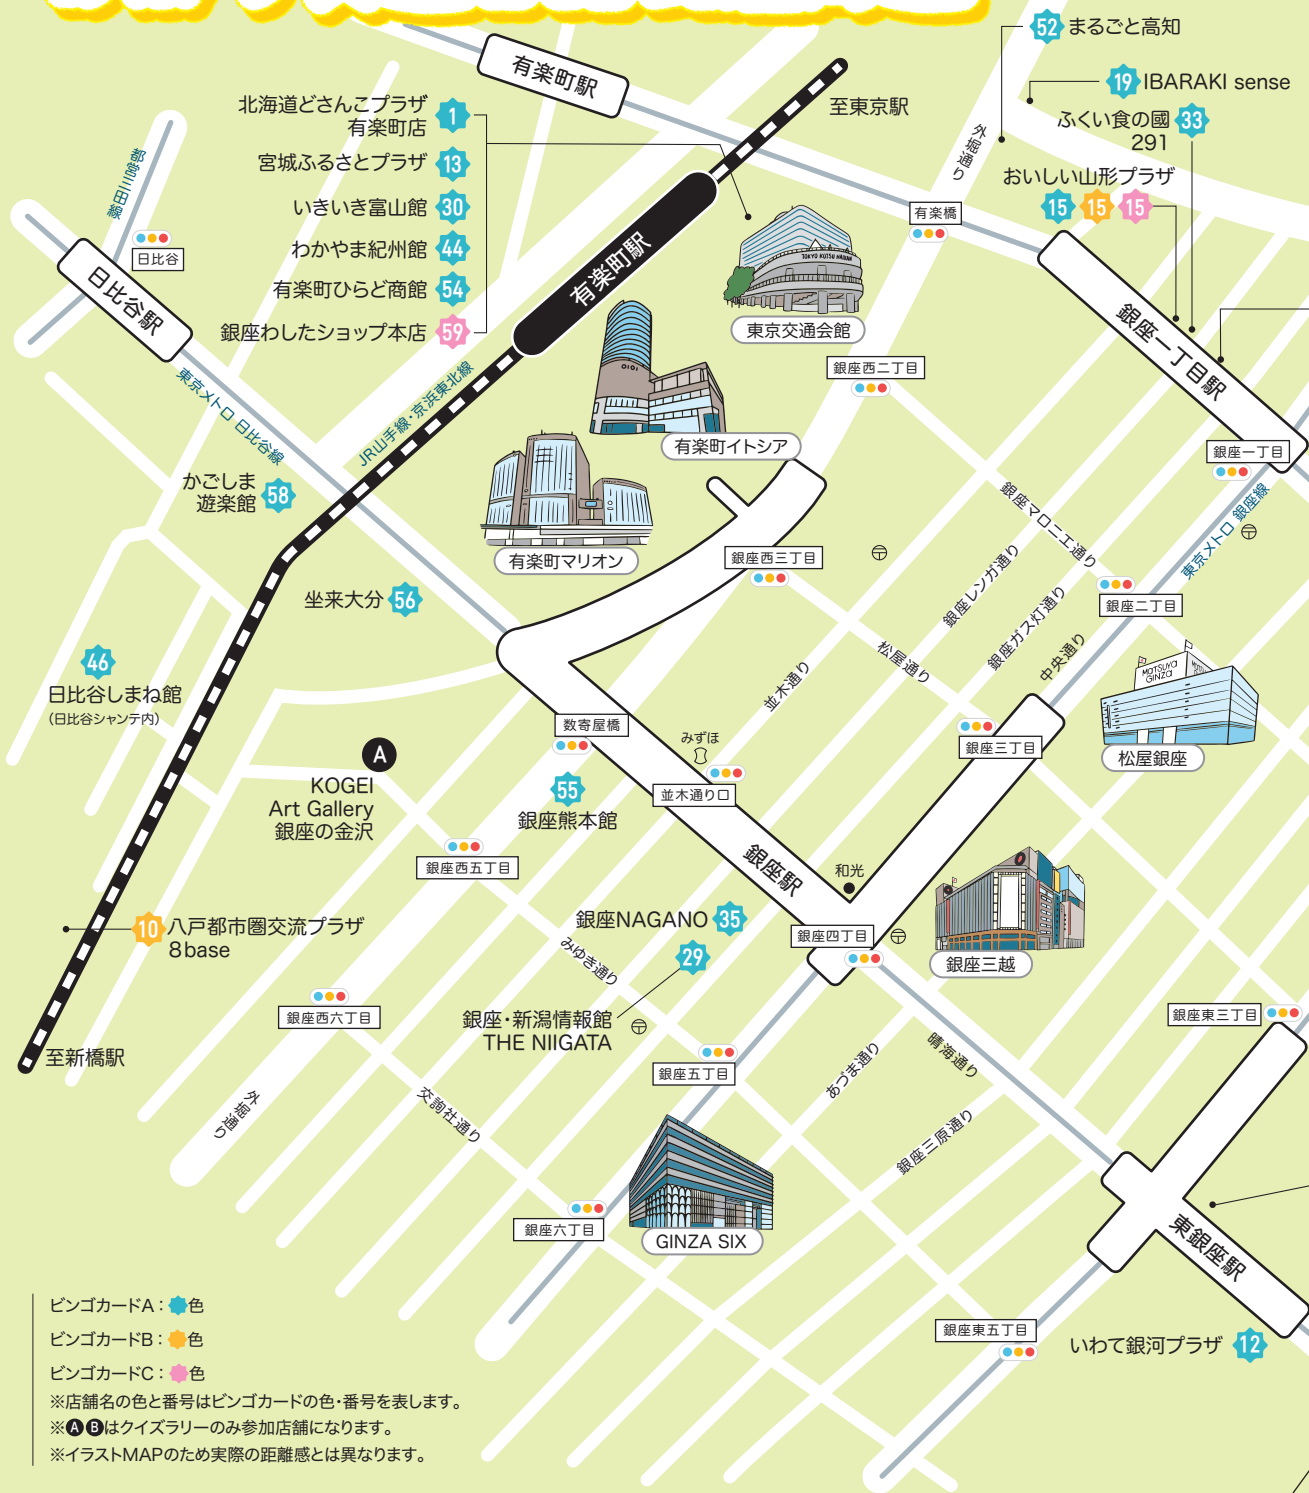 52 まるごと高知
有楽町駅
19 IBARAKI sense
至東京駅
北海道どさんこプラザ
有楽町店 1
ふくい食の國 33
291
外堀通り
宮城ふるさとプラザ 13
おいしい山形プラザ
15 15 15
都営三田線
いきいき富山館 30
有楽橋
わかやま紀州館 44
日比谷
有楽町駅
TOKYO KOTSU KAIKAN
日比谷駅
有楽町ひらど商館 54
銀座わしたショップ本店 59
東京交通会館
銀座一丁目駅
0101
銀座西二丁目
東京メトロ 日比谷線
JR山手線・京浜東北線
有楽町イトシア
銀座一丁目
かごしま
遊楽館 58
銀座マロニエ通り
東京メトロ 銀座線
有楽町マリオン
銀座西三丁目
銀座レンガ通り
坐来大分 56
銀座二丁目
銀座ガス灯通り
松屋通り
中央通り
46
日比谷しまね館
(日比谷シャンテ内)
並木通り
MATSUYA
GINZA
数寄屋橋
みずほ
銀座三丁目
松屋銀座
A
KOGEI
Art Gallery
銀座の金沢
55
銀座熊本館
並木通り口
銀座西五丁目
銀座駅
和光
10 八戸都市圏交流プラザ
8base
銀座NAGANO 35
29
銀座四丁目
みゆき通り
銀座三越
銀座西六丁目
銀座・新潟情報館
THE NIIGATA
銀座東三丁目
至新橋駅
銀座五丁目
あづま通り
晴海通り
外堀通り
交詢社通り
銀座三原通り
銀座六丁目
GINZA SIX
東銀座駅
ビンゴカードA：色
ビンゴカードB：色
ビンゴカードC：色
銀座東五丁目
いわて銀河プラザ 12
※店舗名の色と番号はビンゴカードの色・番号を表します。
※A Bはクイズラリーのみ参加店舗になります。
※イラストMAPのため実際の距離感とは異なります。